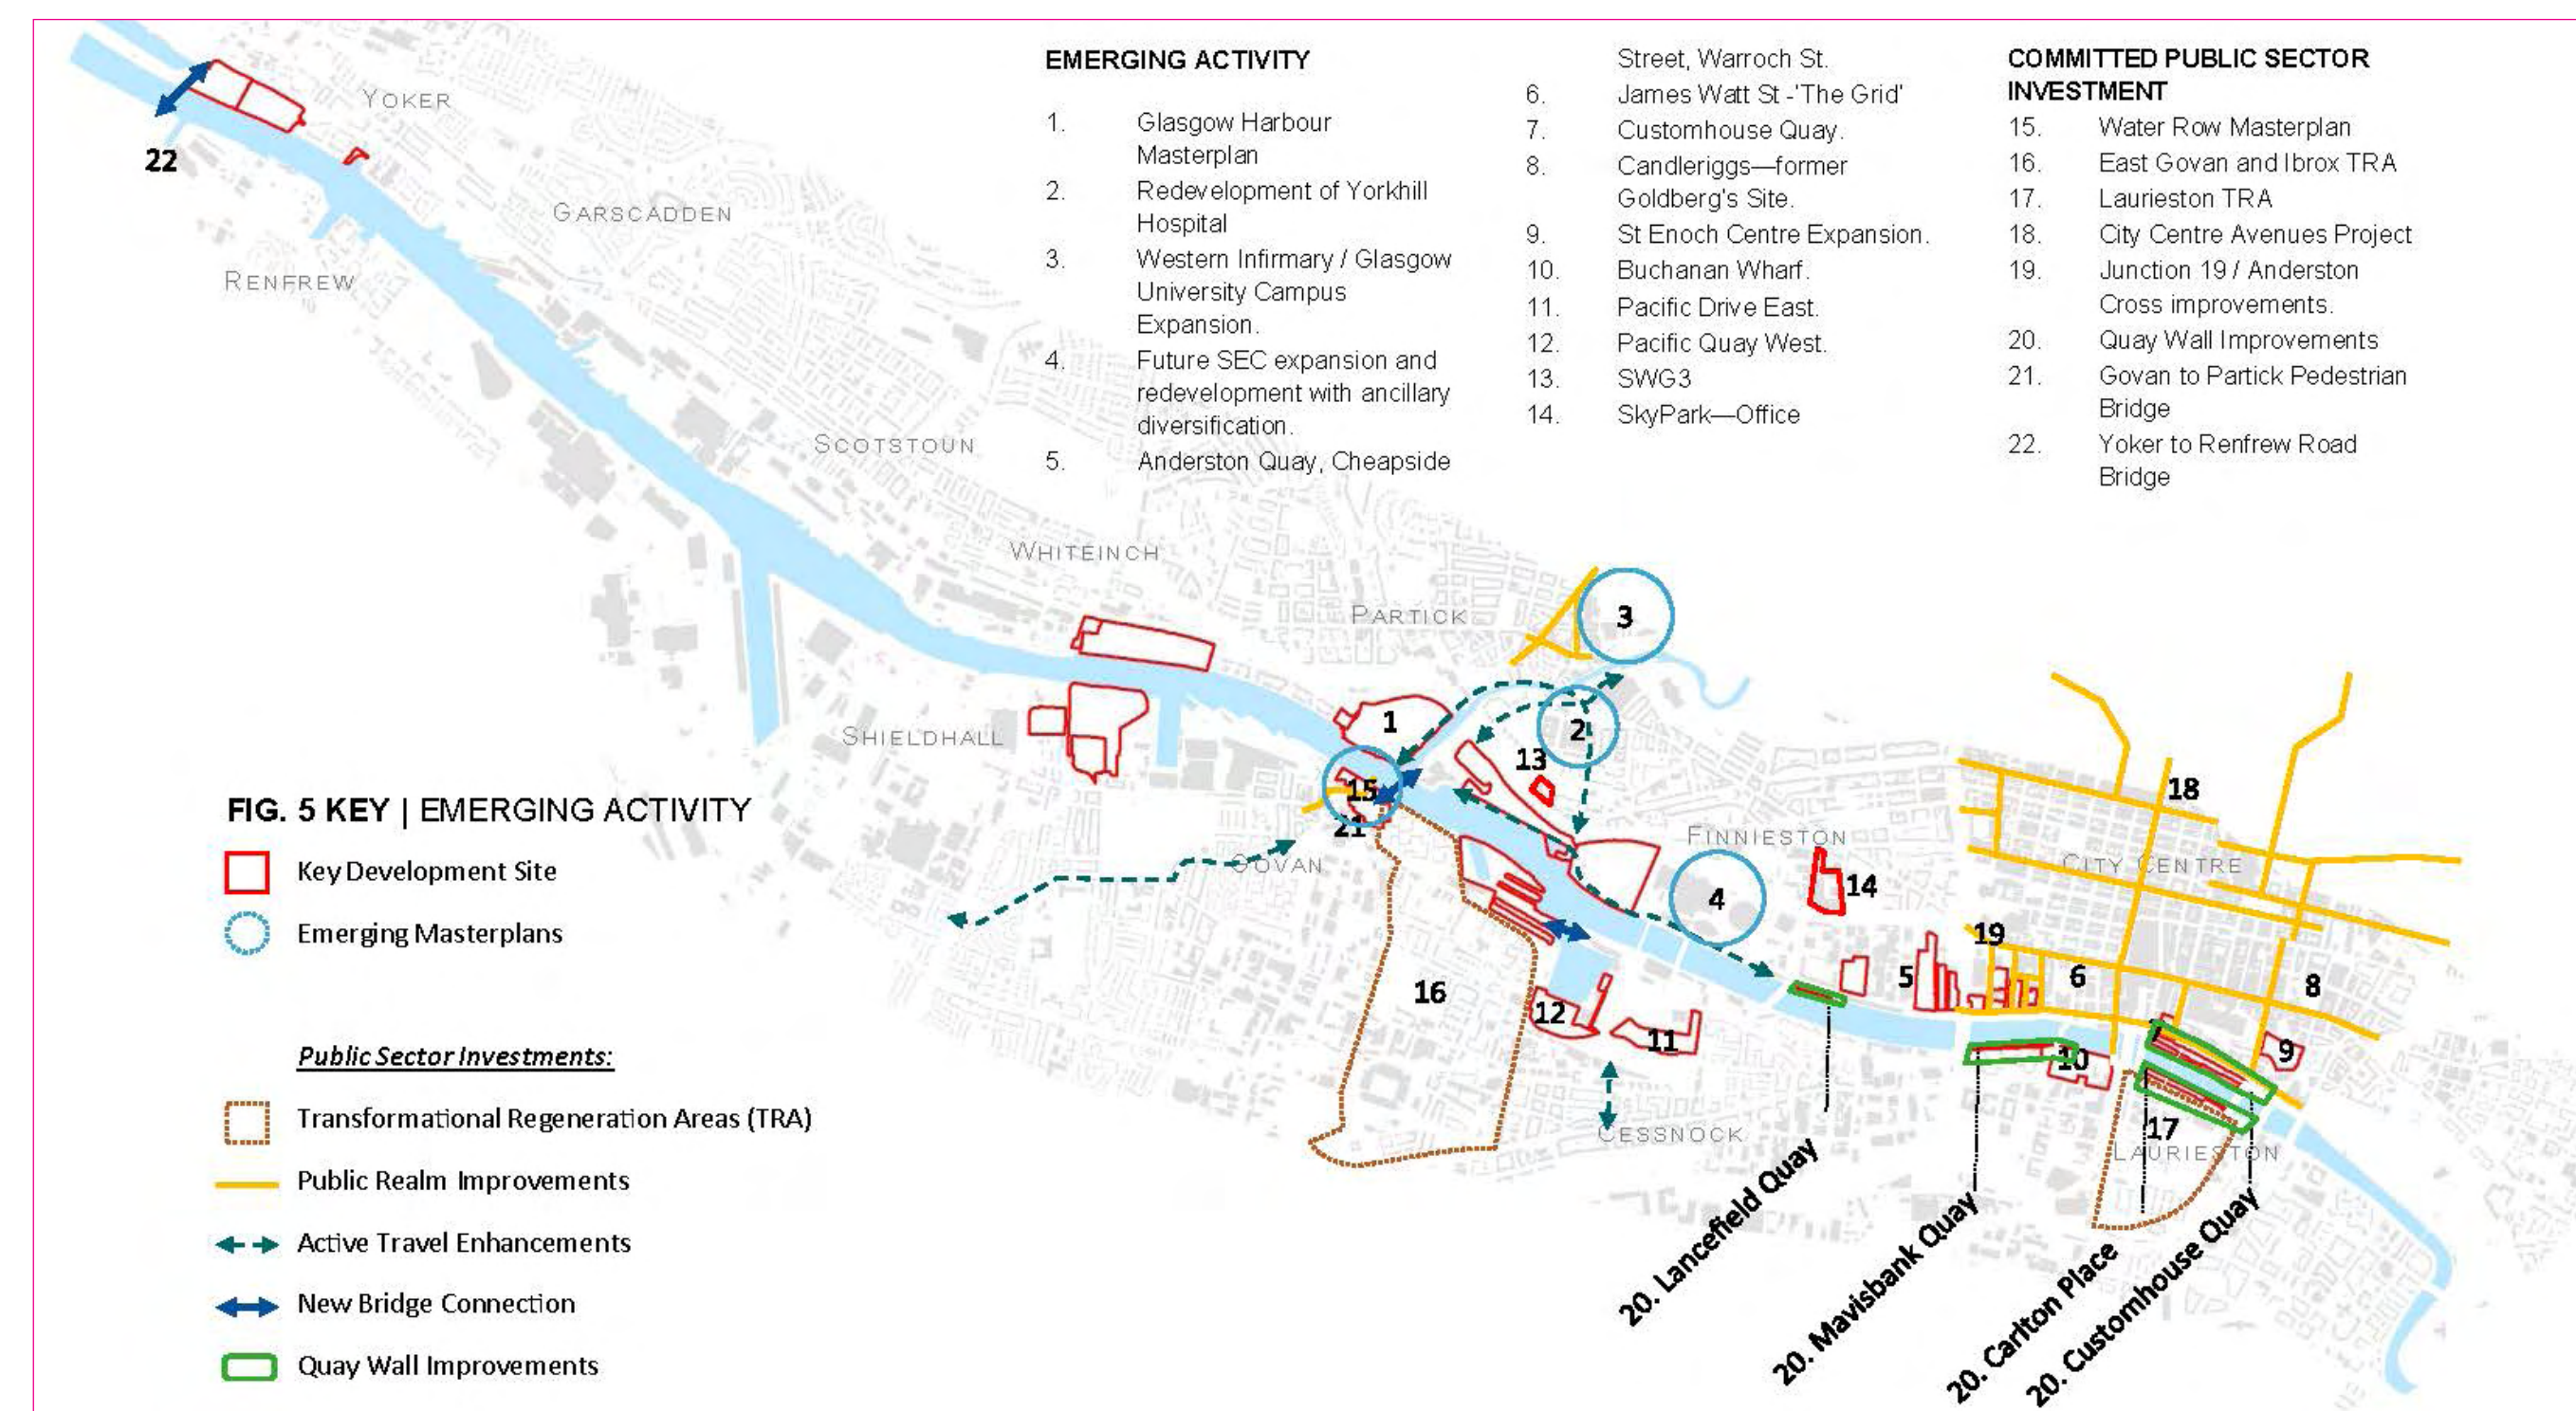 EMERGING ACTIVITY
1. Glasgow Harbour
Masterplan
2. Redevelopment of Yorkhill
Hospital
3. Western Infirmary / Glasgow
University Campus
Expansion.
4. Future SEC expansion and
redevelopment with ancillary
diversification.
5. Anderston Quay, Cheapside
Street, Warroch St.
6. James Watt St -'The Grid'
7. Customhouse Quay.
8. Candleriggs—former
Goldberg's Site.
9. St Enoch Centre Expansion.
10. Buchanan Wharf.
11. Pacific Drive East.
12. Pacific Quay West.
13. SWG3
14. SkyPark—Office
COMMITTED PUBLIC SECTOR
INVESTMENT
15. Water Row Masterplan
16. East Govan and Ibrox TRA
17. Laurieston TRA
18. City Centre Avenues Project
19. Junction 19 / Anderston
Cross improvements.
20. Quay Wall Improvements
21. Govan to Partick Pedestrian
Bridge
22. Yoker to Renfrew Road
Bridge
YOKER
22
GARSCADDEN
RENFREW
SCOTSTOUN
WHITEINCH
PARTICK
3
SHIELDHALL
1
2
13
15
21
18
GOVAN
FINNIESTON
CITY CENTRE
4
14
19
16
12
11
5
6
8
7
10
9
CESSNOCK
17
LAURIESTON
20. Lancefield Quay
20. Mavisbank Quay
20. Carlton Place
20. Customhouse Quay
FIG. 5 KEY | EMERGING ACTIVITY
Key Development Site
Emerging Masterplans
Public Sector Investments:
Transformational Regeneration Areas (TRA)
Public Realm Improvements
Active Travel Enhancements
New Bridge Connection
Quay Wall Improvements